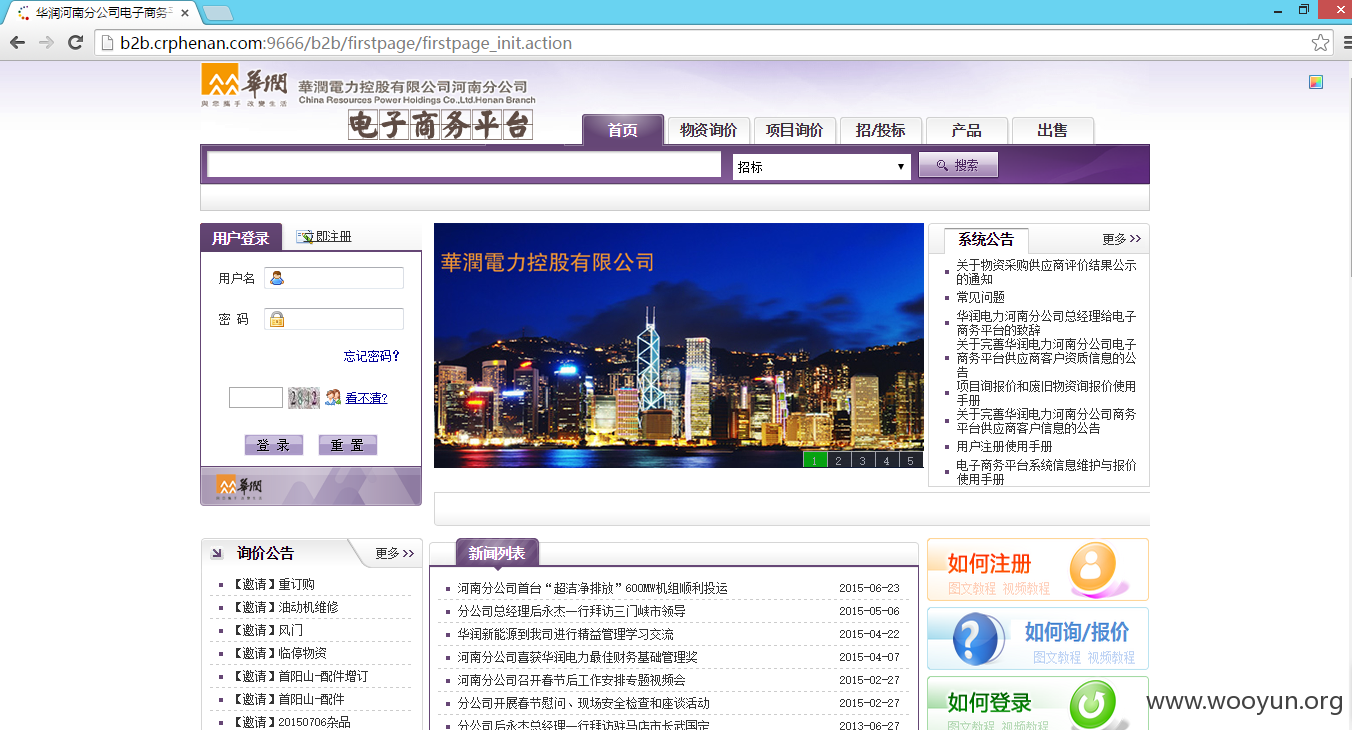 华润河南分公司电子商务平
b2b.crphenan.com:9666/b2b/firstpage/firstpage_init.action
華潤
與您攜手 改變生活
華潤電力控股有限公司河南分公司
China Resources Power Holdings Co.,Ltd.Henan Branch
电子商务平台
首页 物资询价 项目询价 招/投标 产品 出售
招标 搜索
用户登录 立即注册
用户名
密 码
忘记密码?
2812 看不清?
登 录 重 置
華潤
華潤電力控股有限公司
1 2 3 4 5
系统公告 更多 >>
关于物资采购供应商评价结果公示
的通知
常见问题
华润电力河南分公司总经理给电子
商务平台的致辞
关于完善华润电力河南分公司电子
商务平台供应商客户资质信息的公
告
项目询报价和废旧物资询报价使用
手册
关于完善华润电力河南分公司商务
平台供应商客户信息的公告
用户注册使用手册
电子商务平台系统信息维护与报价
使用手册
询价公告 更多 >>
【邀请】重订购
【邀请】油动机维修
【邀请】风门
【邀请】临停物资
【邀请】首阳山-配件增订
【邀请】首阳山-配件
【邀请】20150706杂品
新闻列表
河南分公司首台“超洁净排放”600MW机组顺利投运 2015-06-23
分公司总经理后永杰一行拜访三门峡市领导 2015-05-06
华润新能源到我司进行精益管理学习交流 2015-04-22
河南分公司喜获华润电力最佳财务基础管理奖 2015-04-07
河南分公司召开春节后工作安排专题视频会 2015-02-27
分公司开展春节慰问、现场安全检查和座谈活动 2015-02-27
分公司后永杰总经理一行拜访驻马店市长武国定 2013-06-27
如何注册
图文教程 视频教程
如何询/报价
图文教程 视频教程
如何登录
图文教程 视频教程
www.wooyun.org